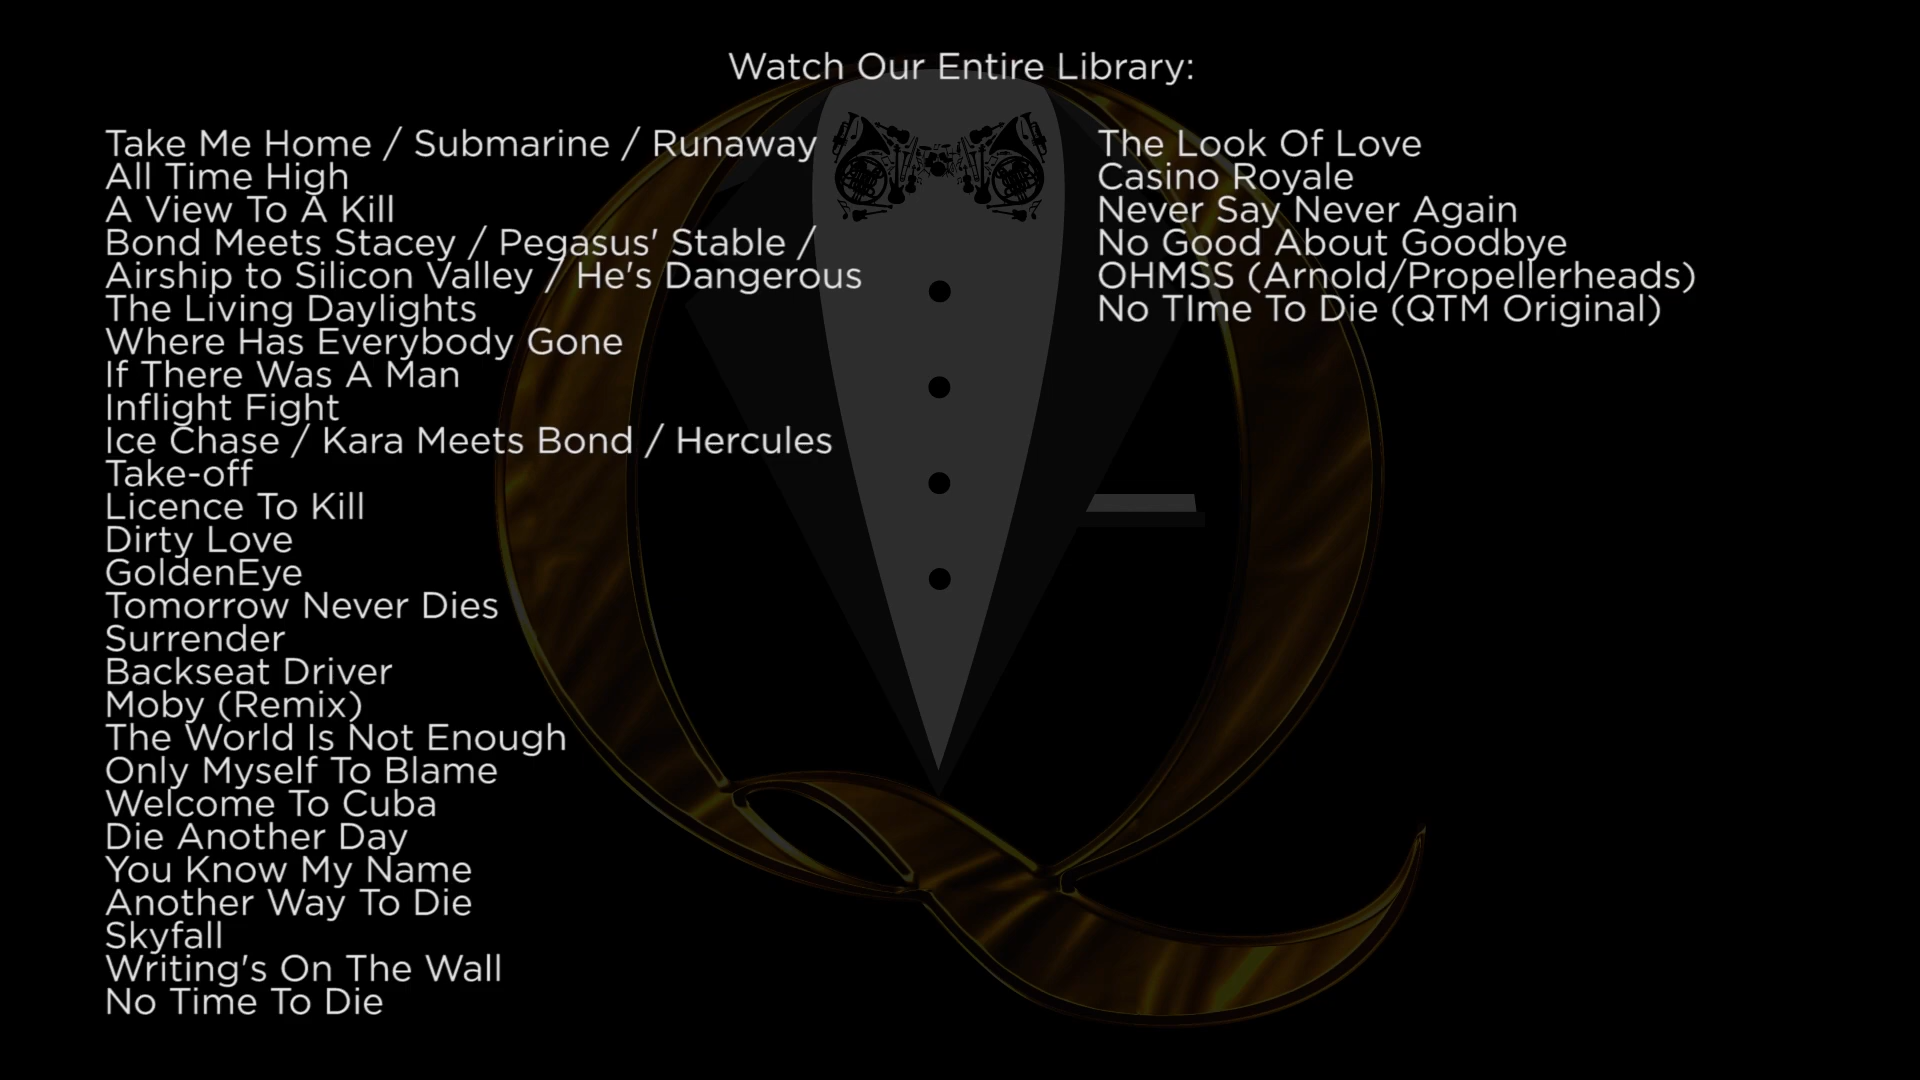 Watch Our Entire Library:
Take Me Home / Submarine / Runaway
All Time High
A View To A Kill
Bond Meets Stacey / Pegasus' Stable /
Airship to Silicon Valley / He's Dangerous
The Living Daylights
Where Has Everybody Gone
If There Was A Man
Inflight Fight
Ice Chase / Kara Meets Bond / Hercules
Take-off
Licence To Kill
Dirty Love
GoldenEye
Tomorrow Never Dies
Surrender
Backseat Driver
Moby (Remix)
The World Is Not Enough
Only Myself To Blame
Welcome To Cuba
Die Another Day
You Know My Name
Another Way To Die
Skyfall
Writing's On The Wall
No Time To Die
The Look Of Love
Casino Royale
Never Say Never Again
No Good About Goodbye
OHMSS (Arnold/Propellerheads)
No TIme To Die (QTM Original)